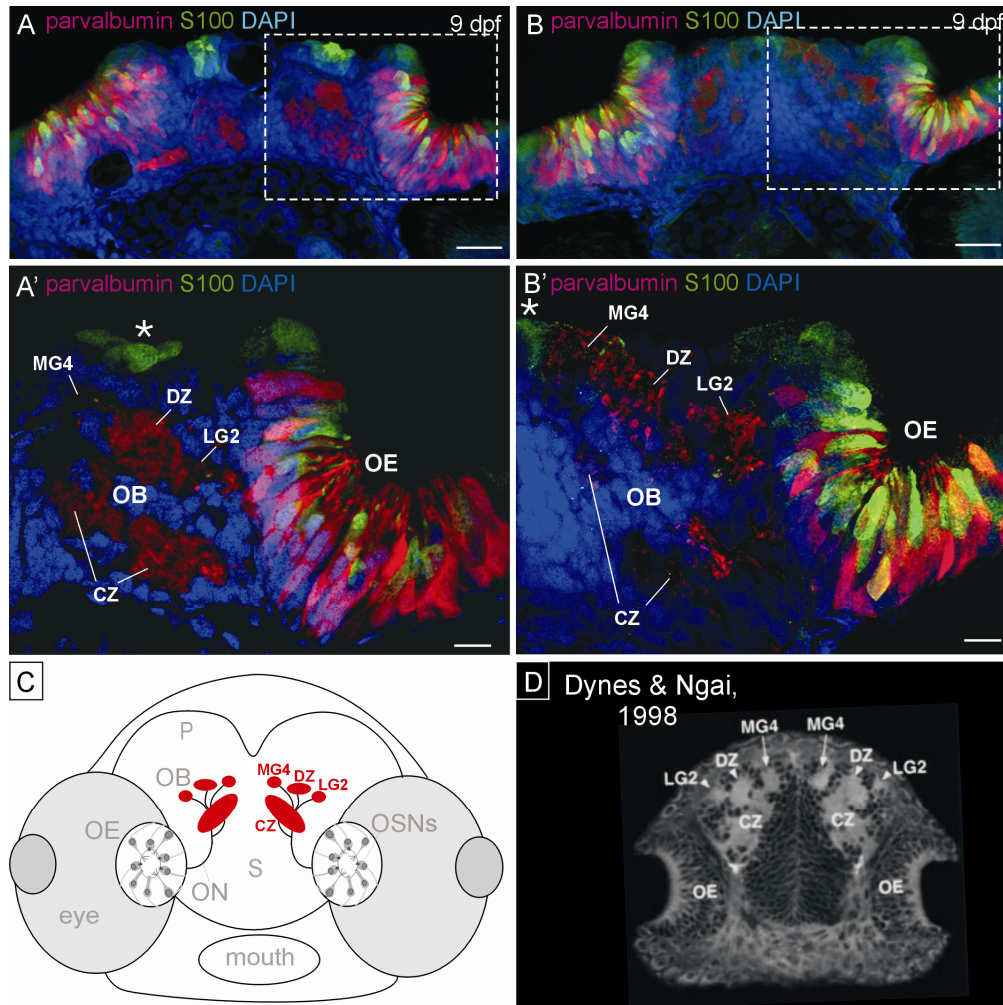 A parvalbumin S100 DAPI 9 dpf
B parvalbumin S100 DAPI 9 dpf
A' parvalbumin S100 DAPI
*
MG4
DZ
LG2
OE
OB
CZ
B' parvalbumin S100 DAPI
*
MG4
DZ
LG2
OE
OB
CZ
C
P
OB
MG4 DZ LG2
CZ
OE
OSNs
S
ON
eye
mouth
D Dynes & Ngai,
1998
MG4 MG4
DZ DZ
LG2 LG2
CZ CZ
OE OE